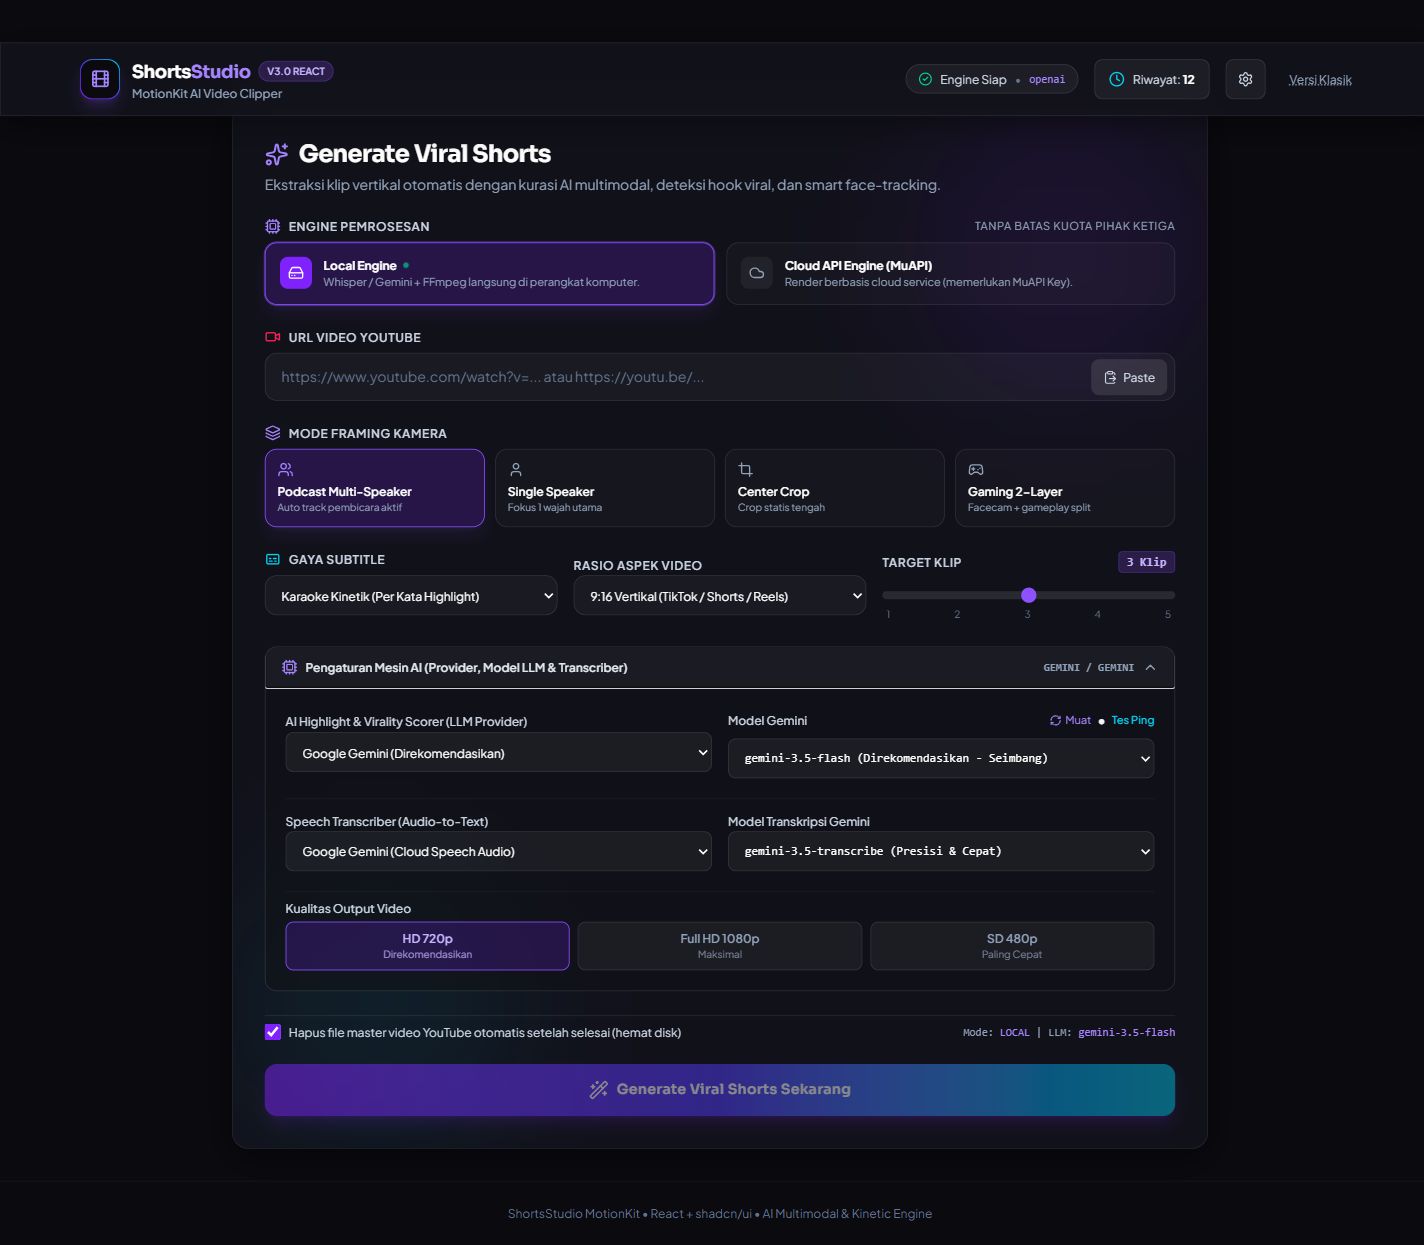 ShortsStudio V3.0 REACT
MotionKit AI Video Clipper
Engine Siap • openai
Riwayat: 12
Versi Klasik
Generate Viral Shorts
Ekstraksi klip vertikal otomatis dengan kurasi AI multimodal, deteksi hook viral, dan smart face-tracking.
ENGINE PEMROSESAN
TANPA BATAS KUOTA PIHAK KETIGA
Local Engine
Whisper / Gemini + FFmpeg langsung di perangkat komputer.
Cloud API Engine (MuAPI)
Render berbasis cloud service (memerlukan MuAPI Key).
URL VIDEO YOUTUBE
https://www.youtube.com/watch?v=... atau https://youtu.be/...
Paste
MODE FRAMING KAMERA
Podcast Multi-Speaker
Auto track pembicara aktif
Single Speaker
Fokus 1 wajah utama
Center Crop
Crop statis tengah
Gaming 2-Layer
Facecam + gameplay split
GAYA SUBTITLE
Karaoke Kinetik (Per Kata Highlight)
RASIO ASPEK VIDEO
9:16 Vertikal (TikTok / Shorts / Reels)
TARGET KLIP
3 Klip
1 2 3 4 5
Pengaturan Mesin AI (Provider, Model LLM & Transcriber)
GEMINI / GEMINI
AI Highlight & Virality Scorer (LLM Provider)
Google Gemini (Direkomendasikan)
Model Gemini
Muat • Tes Ping
gemini-3.5-flash (Direkomendasikan - Seimbang)
Speech Transcriber (Audio-to-Text)
Google Gemini (Cloud Speech Audio)
Model Transkripsi Gemini
gemini-3.5-transcribe (Presisi & Cepat)
Kualitas Output Video
HD 720p
Direkomendasikan
Full HD 1080p
Maksimal
SD 480p
Paling Cepat
Hapus file master video YouTube otomatis setelah selesai (hemat disk)
Mode: LOCAL | LLM: gemini-3.5-flash
Generate Viral Shorts Sekarang
ShortsStudio MotionKit • React + shadcn/ui • AI Multimodal & Kinetic Engine